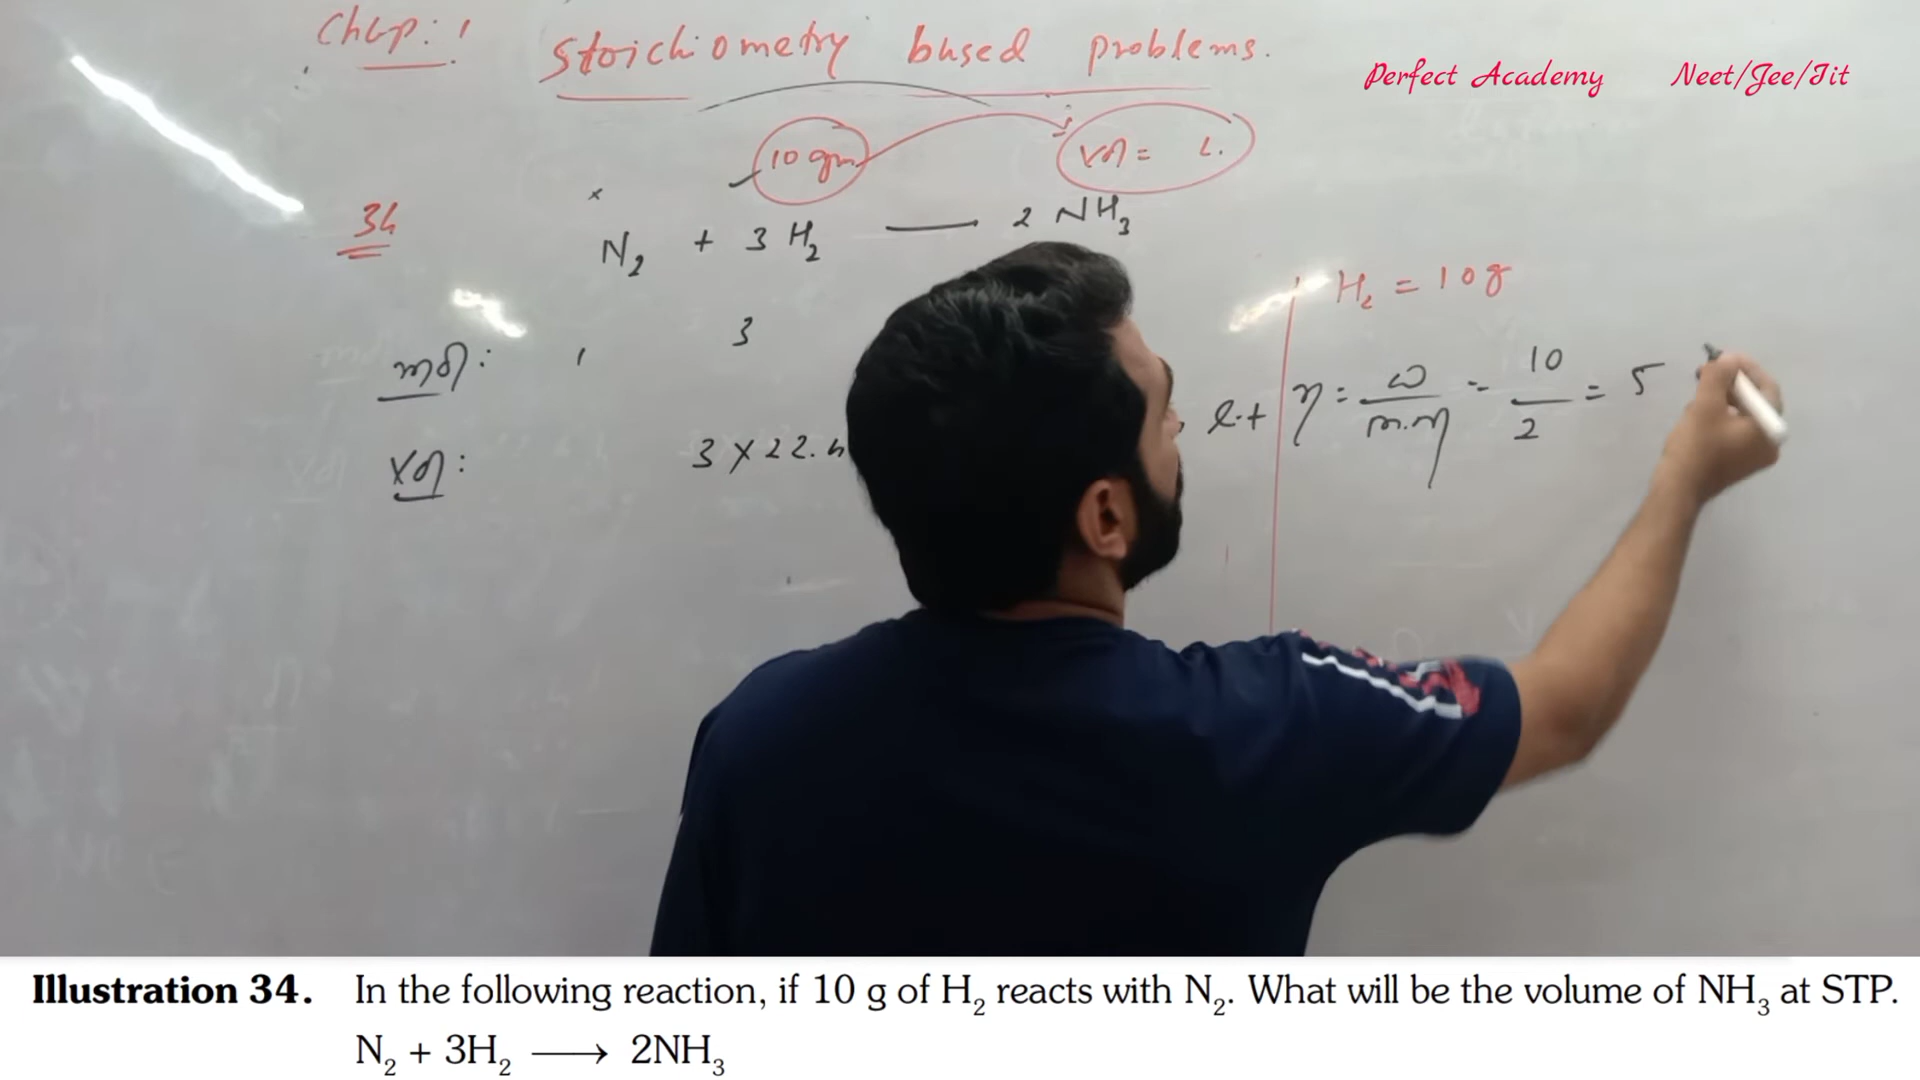 Chap: 1 Stoichiometry based problems.
Perfect Academy Neet/Jee/Iit
10 gm vol = L.
34 N₂ + 3 H₂ — 2 NH₃
H₂ = 10g
mol: 1 3
η = ω/m.m = 10/2 = 5
vol: 3 × 22.4 lit
Illustration 34. In the following reaction, if 10 g of H₂ reacts with N₂. What will be the volume of NH₃ at STP.
N₂ + 3H₂ ⟶ 2NH₃